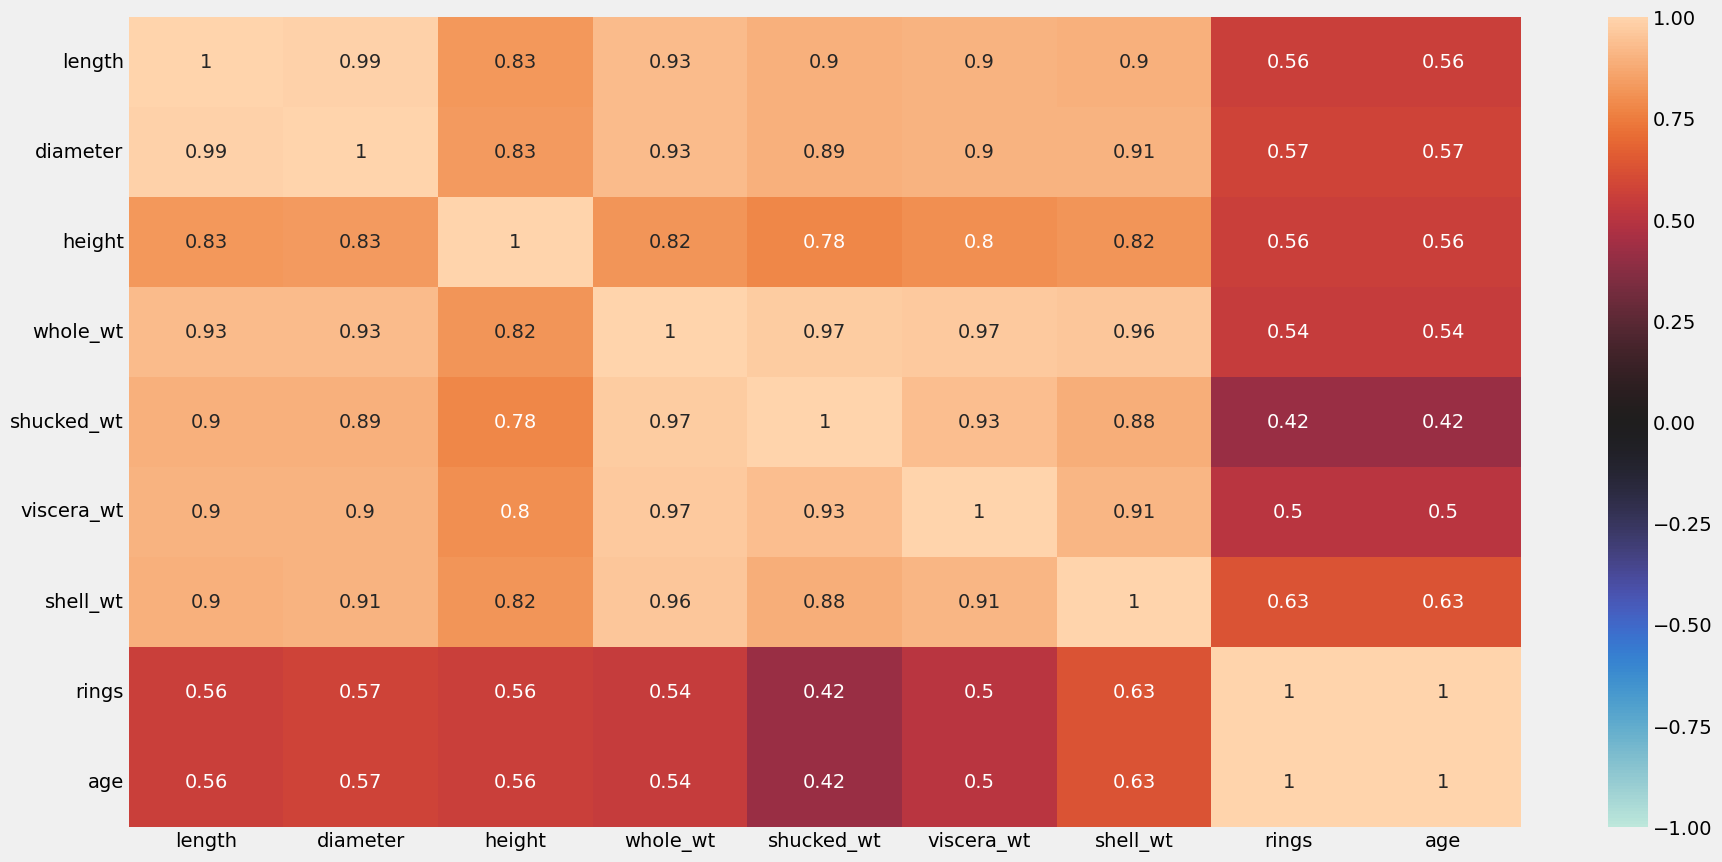 length 1 0.99 0.83 0.93 0.9 0.9 0.9 0.56 0.56
diameter 0.99 1 0.83 0.93 0.89 0.9 0.91 0.57 0.57
height 0.83 0.83 1 0.82 0.78 0.8 0.82 0.56 0.56
whole_wt 0.93 0.93 0.82 1 0.97 0.97 0.96 0.54 0.54
shucked_wt 0.9 0.89 0.78 0.97 1 0.93 0.88 0.42 0.42
viscera_wt 0.9 0.9 0.8 0.97 0.93 1 0.91 0.5 0.5
shell_wt 0.9 0.91 0.82 0.96 0.88 0.91 1 0.63 0.63
rings 0.56 0.57 0.56 0.54 0.42 0.5 0.63 1 1
age 0.56 0.57 0.56 0.54 0.42 0.5 0.63 1 1
length diameter height whole_wt shucked_wt viscera_wt shell_wt rings age
1.00
0.75
0.50
0.25
0.00
−0.25
−0.50
−0.75
−1.00